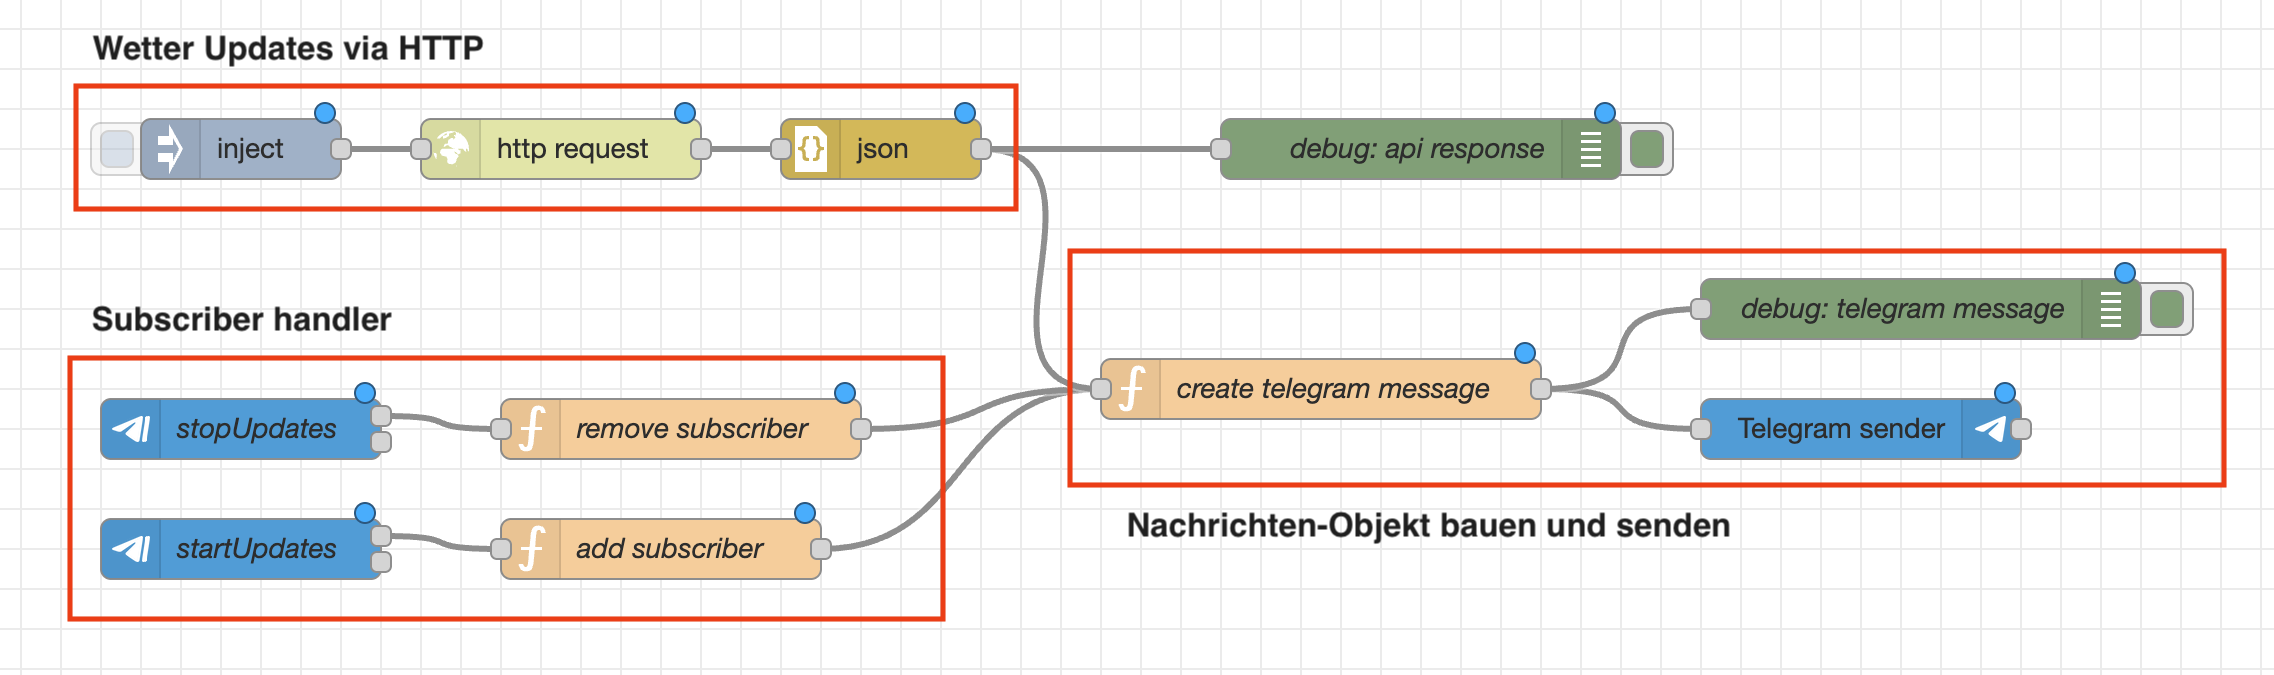 Wetter Updates via HTTP
inject
http request
json
debug: api response
debug: telegram message
Subscriber handler
create telegram message
stopUpdates
remove subscriber
Telegram sender
startUpdates
add subscriber
Nachrichten-Objekt bauen und senden